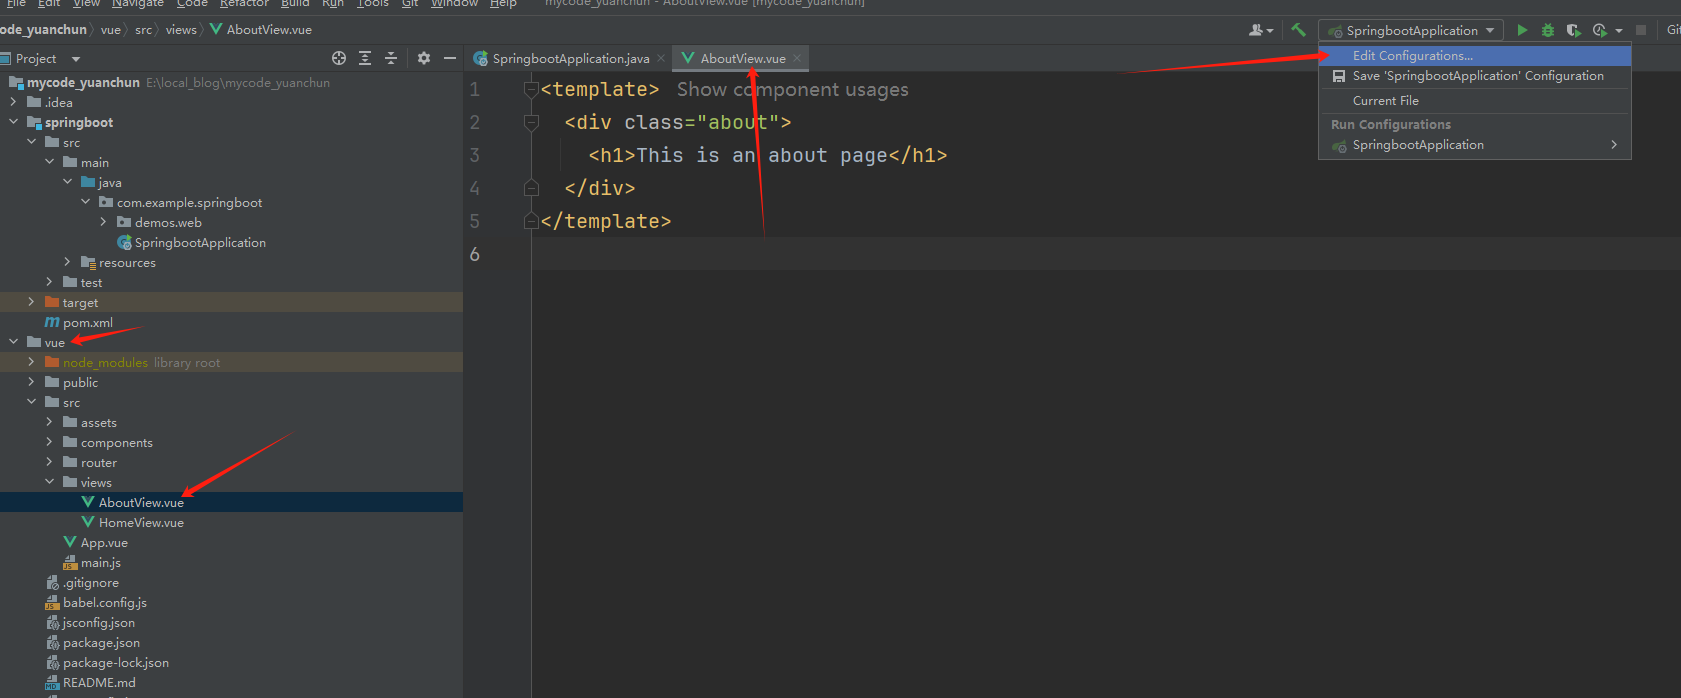 File Edit View Navigate Code Refactor Build Run Tools Git Window Help mycode_yuanchun - AboutView.vue [mycode_yuanchun]
ode_yuanchun vue src views AboutView.vue
SpringbootApplication
Git
Project
SpringbootApplication.java AboutView.vue
Edit Configurations...
Save 'SpringbootApplication' Configuration
Current File
Run Configurations
SpringbootApplication
mycode_yuanchun E:\local_blog\mycode_yuanchun
.idea
springboot
src
main
java
com.example.springboot
demos.web
SpringbootApplication
resources
test
target
pom.xml
vue
node_modules library root
public
src
assets
components
router
views
AboutView.vue
HomeView.vue
App.vue
main.js
.gitignore
babel.config.js
jsconfig.json
package.json
package-lock.json
README.md
1 <template> Show component usages
2 <div class="about">
3 <h1>This is an about page</h1>
4 </div>
5 </template>
6